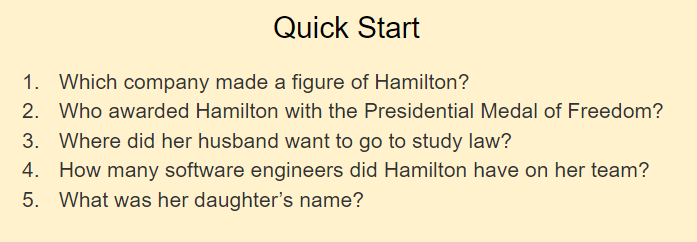 Quick Start
1. Which company made a figure of Hamilton?
2. Who awarded Hamilton with the Presidential Medal of Freedom?
3. Where did her husband want to go to study law?
4. How many software engineers did Hamilton have on her team?
5. What was her daughter’s name?